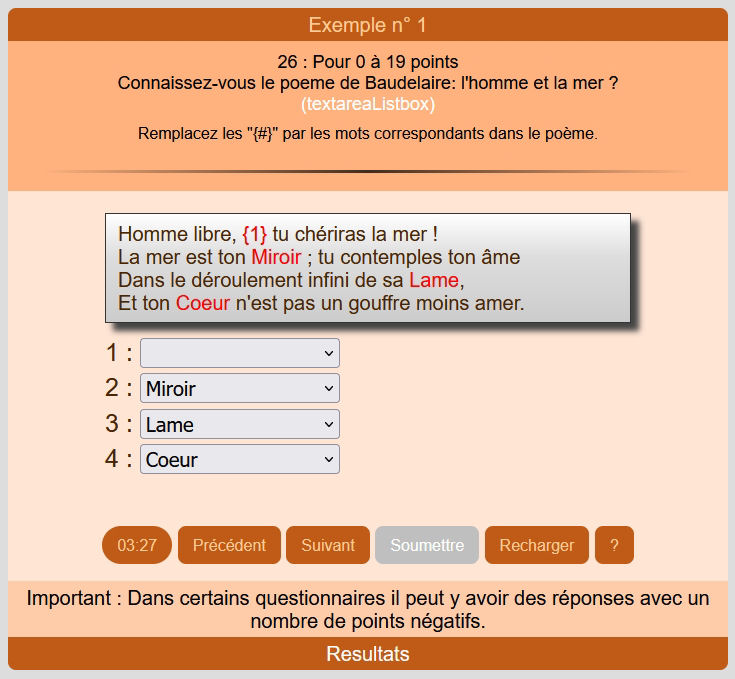 Exemple n° 1
26 : Pour 0 à 19 points
Connaissez-vous le poeme de Baudelaire: l'homme et la mer ?
(textareaListbox)
Remplacez les "{#}" par les mots correspondants dans le poème.
Homme libre, {1} tu chériras la mer !
La mer est ton Miroir ; tu contemples ton âme
Dans le déroulement infini de sa Lame,
Et ton Coeur n'est pas un gouffre moins amer.
1 :
2 : Miroir
3 : Lame
4 : Coeur
03:27 Précédent Suivant Soumettre Recharger ?
Important : Dans certains questionnaires il peut y avoir des réponses avec un
nombre de points négatifs.
Resultats